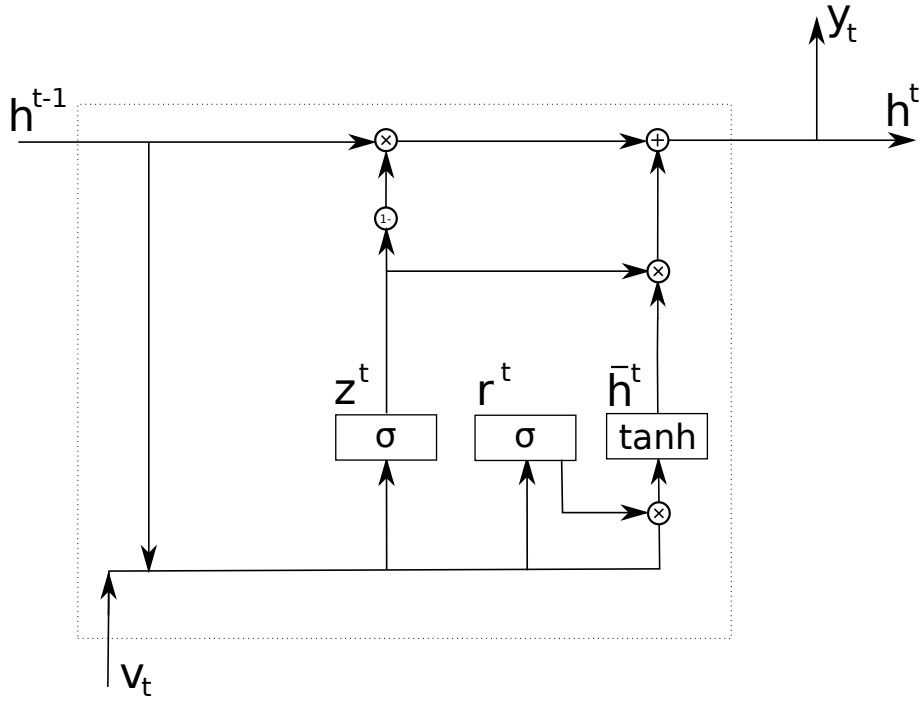 y_t
h^{t-1}
h^t
×
+
1-
×
z^t
r^t
h̄^t
σ
σ
tanh
×
v_t